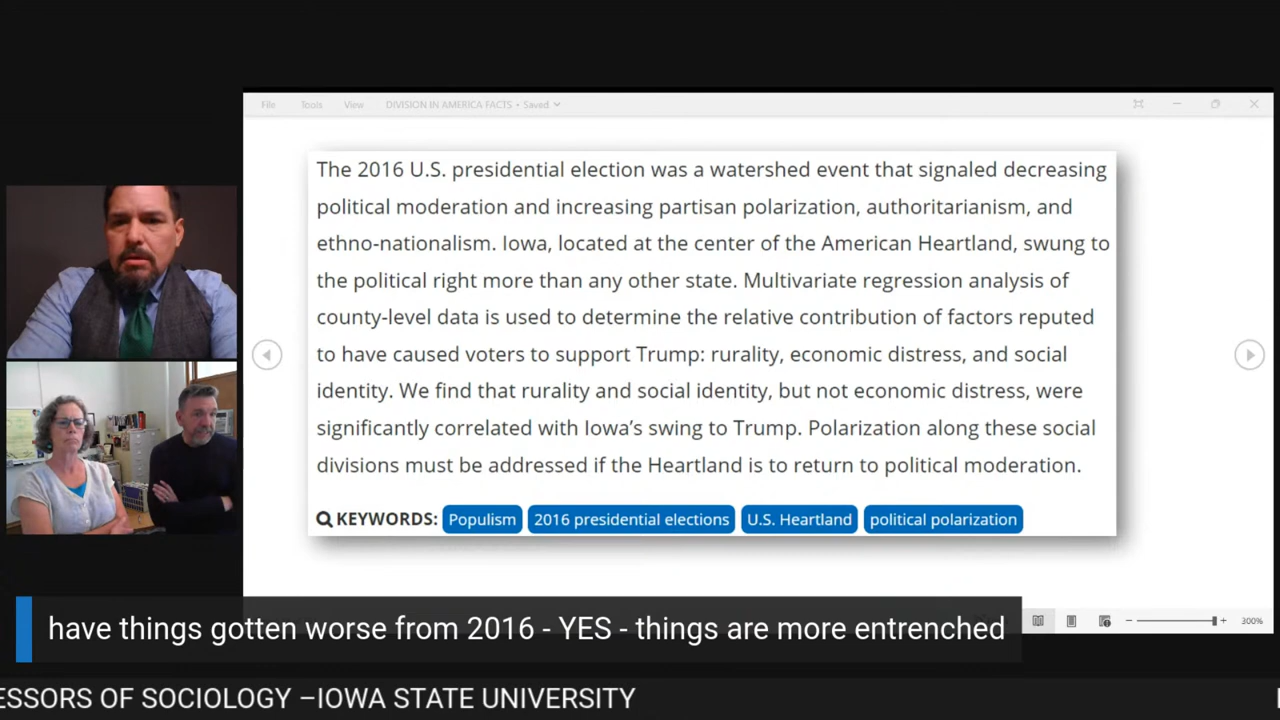 File Tools View DIVISION IN AMERICA FACTS • Saved
The 2016 U.S. presidential election was a watershed event that signaled decreasing
political moderation and increasing partisan polarization, authoritarianism, and
ethno-nationalism. Iowa, located at the center of the American Heartland, swung to
the political right more than any other state. Multivariate regression analysis of
county-level data is used to determine the relative contribution of factors reputed
to have caused voters to support Trump: rurality, economic distress, and social
identity. We find that rurality and social identity, but not economic distress, were
significantly correlated with Iowa's swing to Trump. Polarization along these social
divisions must be addressed if the Heartland is to return to political moderation.
KEYWORDS: Populism 2016 presidential elections U.S. Heartland political polarization
have things gotten worse from 2016 - YES - things are more entrenched
300%
ESSORS OF SOCIOLOGY –IOWA STATE UNIVERSITY